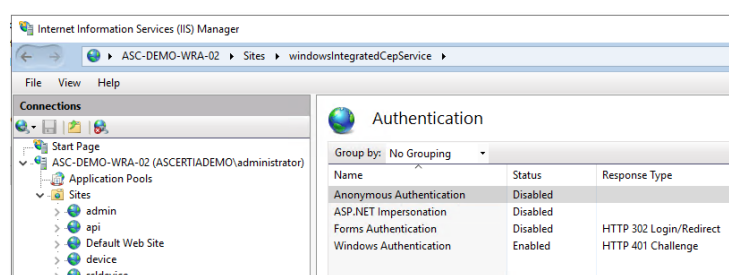 Internet Information Services (IIS) Manager
ASC-DEMO-WRA-02 Sites windowsIntegratedCepService
File View Help
Connections
Start Page
ASC-DEMO-WRA-02 (ASCERTIADEMO\administrator)
Application Pools
Sites
admin
api
Default Web Site
device
Authentication
Group by: No Grouping
Name Status Response Type
Anonymous Authentication Disabled
ASP.NET Impersonation Disabled
Forms Authentication Disabled HTTP 302 Login/Redirect
Windows Authentication Enabled HTTP 401 Challenge